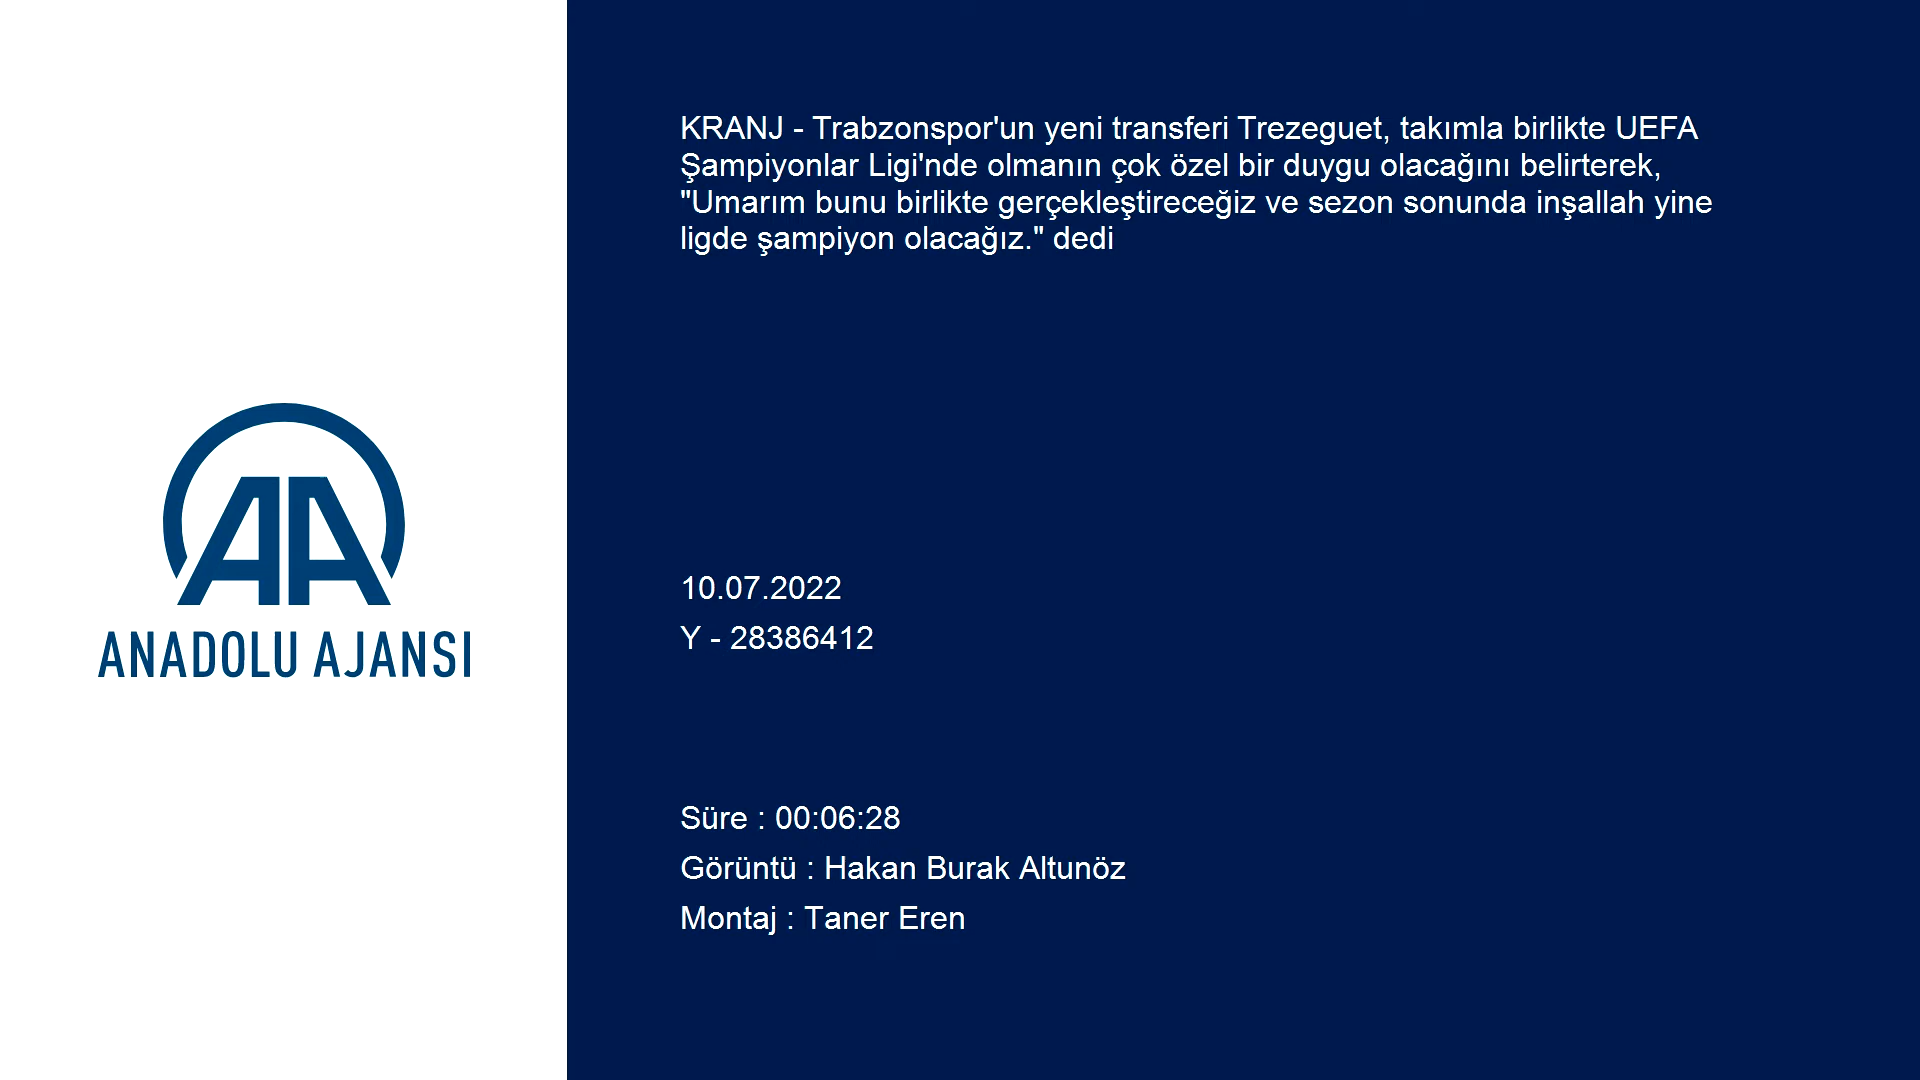 KRANJ - Trabzonspor'un yeni transferi Trezeguet, takımla birlikte UEFA
Şampiyonlar Ligi'nde olmanın çok özel bir duygu olacağını belirterek,
"Umarım bunu birlikte gerçekleştireceğiz ve sezon sonunda inşallah yine
ligde şampiyon olacağız." dedi
AA
ANADOLU AJANSI
10.07.2022
Y - 28386412
Süre : 00:06:28
Görüntü : Hakan Burak Altunöz
Montaj : Taner Eren